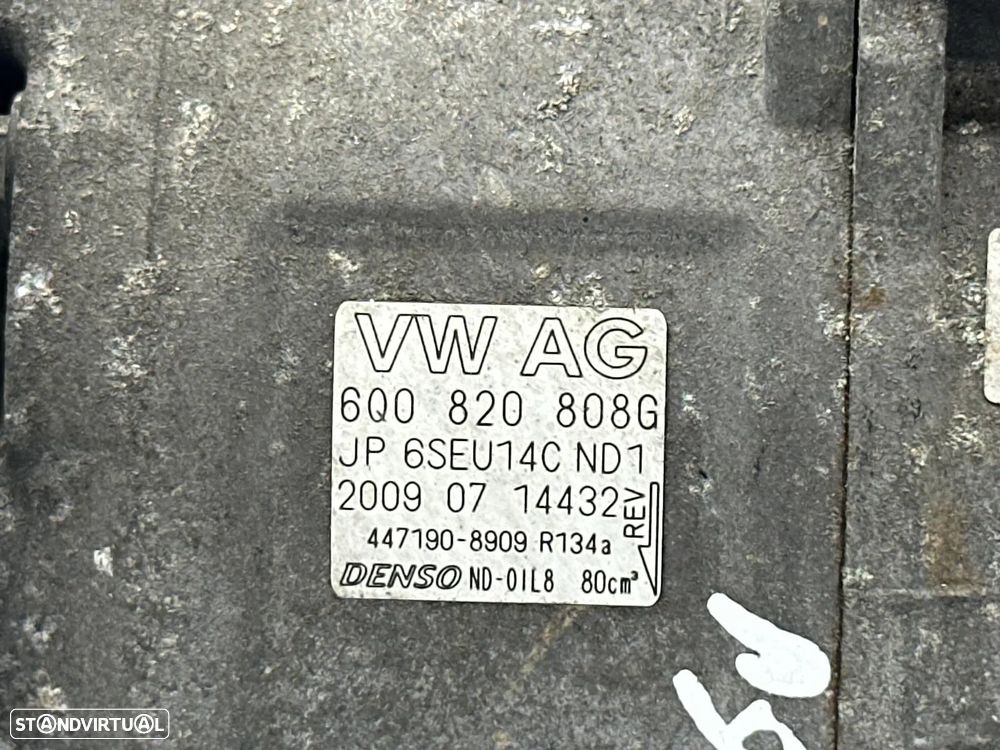 VW AG
6Q0 820 808G
JP 6SEU14C ND1
2009 07 14432
REV
447190-8909 R134a
DENSO ND-OIL8 80cm³
STANDVIRTUAL